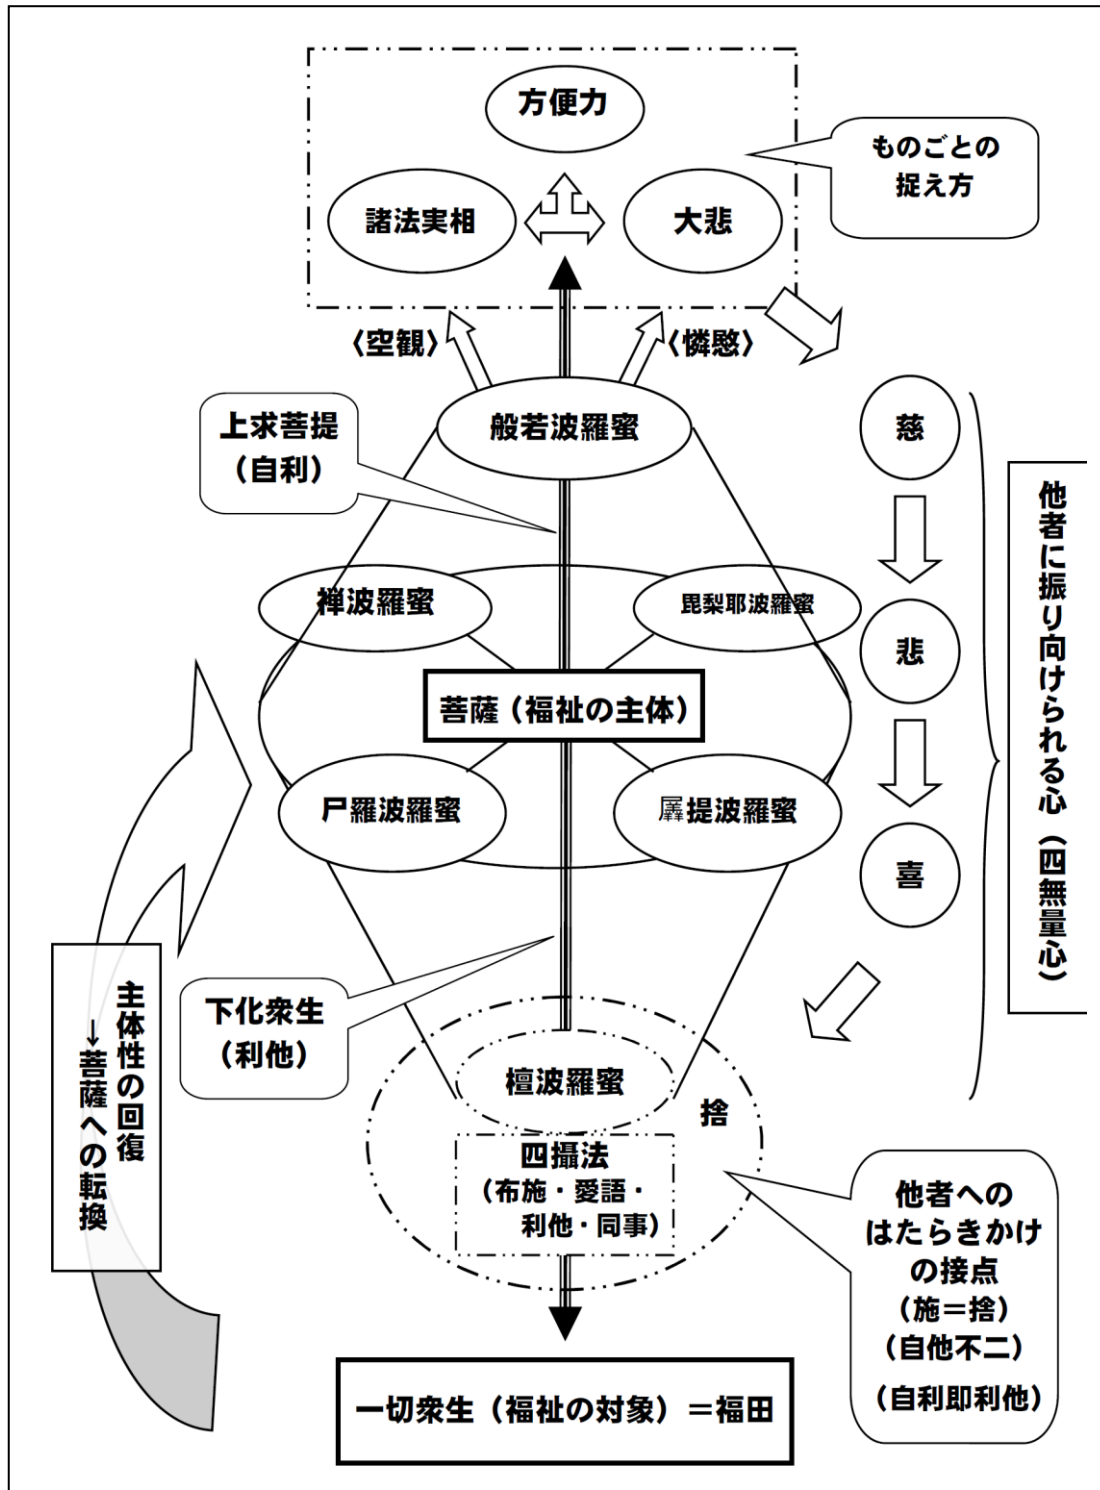 方便力
ものごとの
捉え方
諸法実相
大悲
〈空観〉
〈憐愍〉
般若波羅蜜
上求菩提
（自利）
慈
禅波羅蜜
毘梨耶波羅蜜
悲
菩薩（福祉の主体）
尸羅波羅蜜
羼提波羅蜜
喜
他者に振り向けられる心（四無量心）
主体性の回復
→菩薩への転換
下化衆生
（利他）
檀波羅蜜
捨
四攝法
（布施・愛語・
利他・同事）
他者への
はたらきかけ
の接点
（施＝捨）
（自他不二）
（自利即利他）
一切衆生（福祉の対象）＝福田